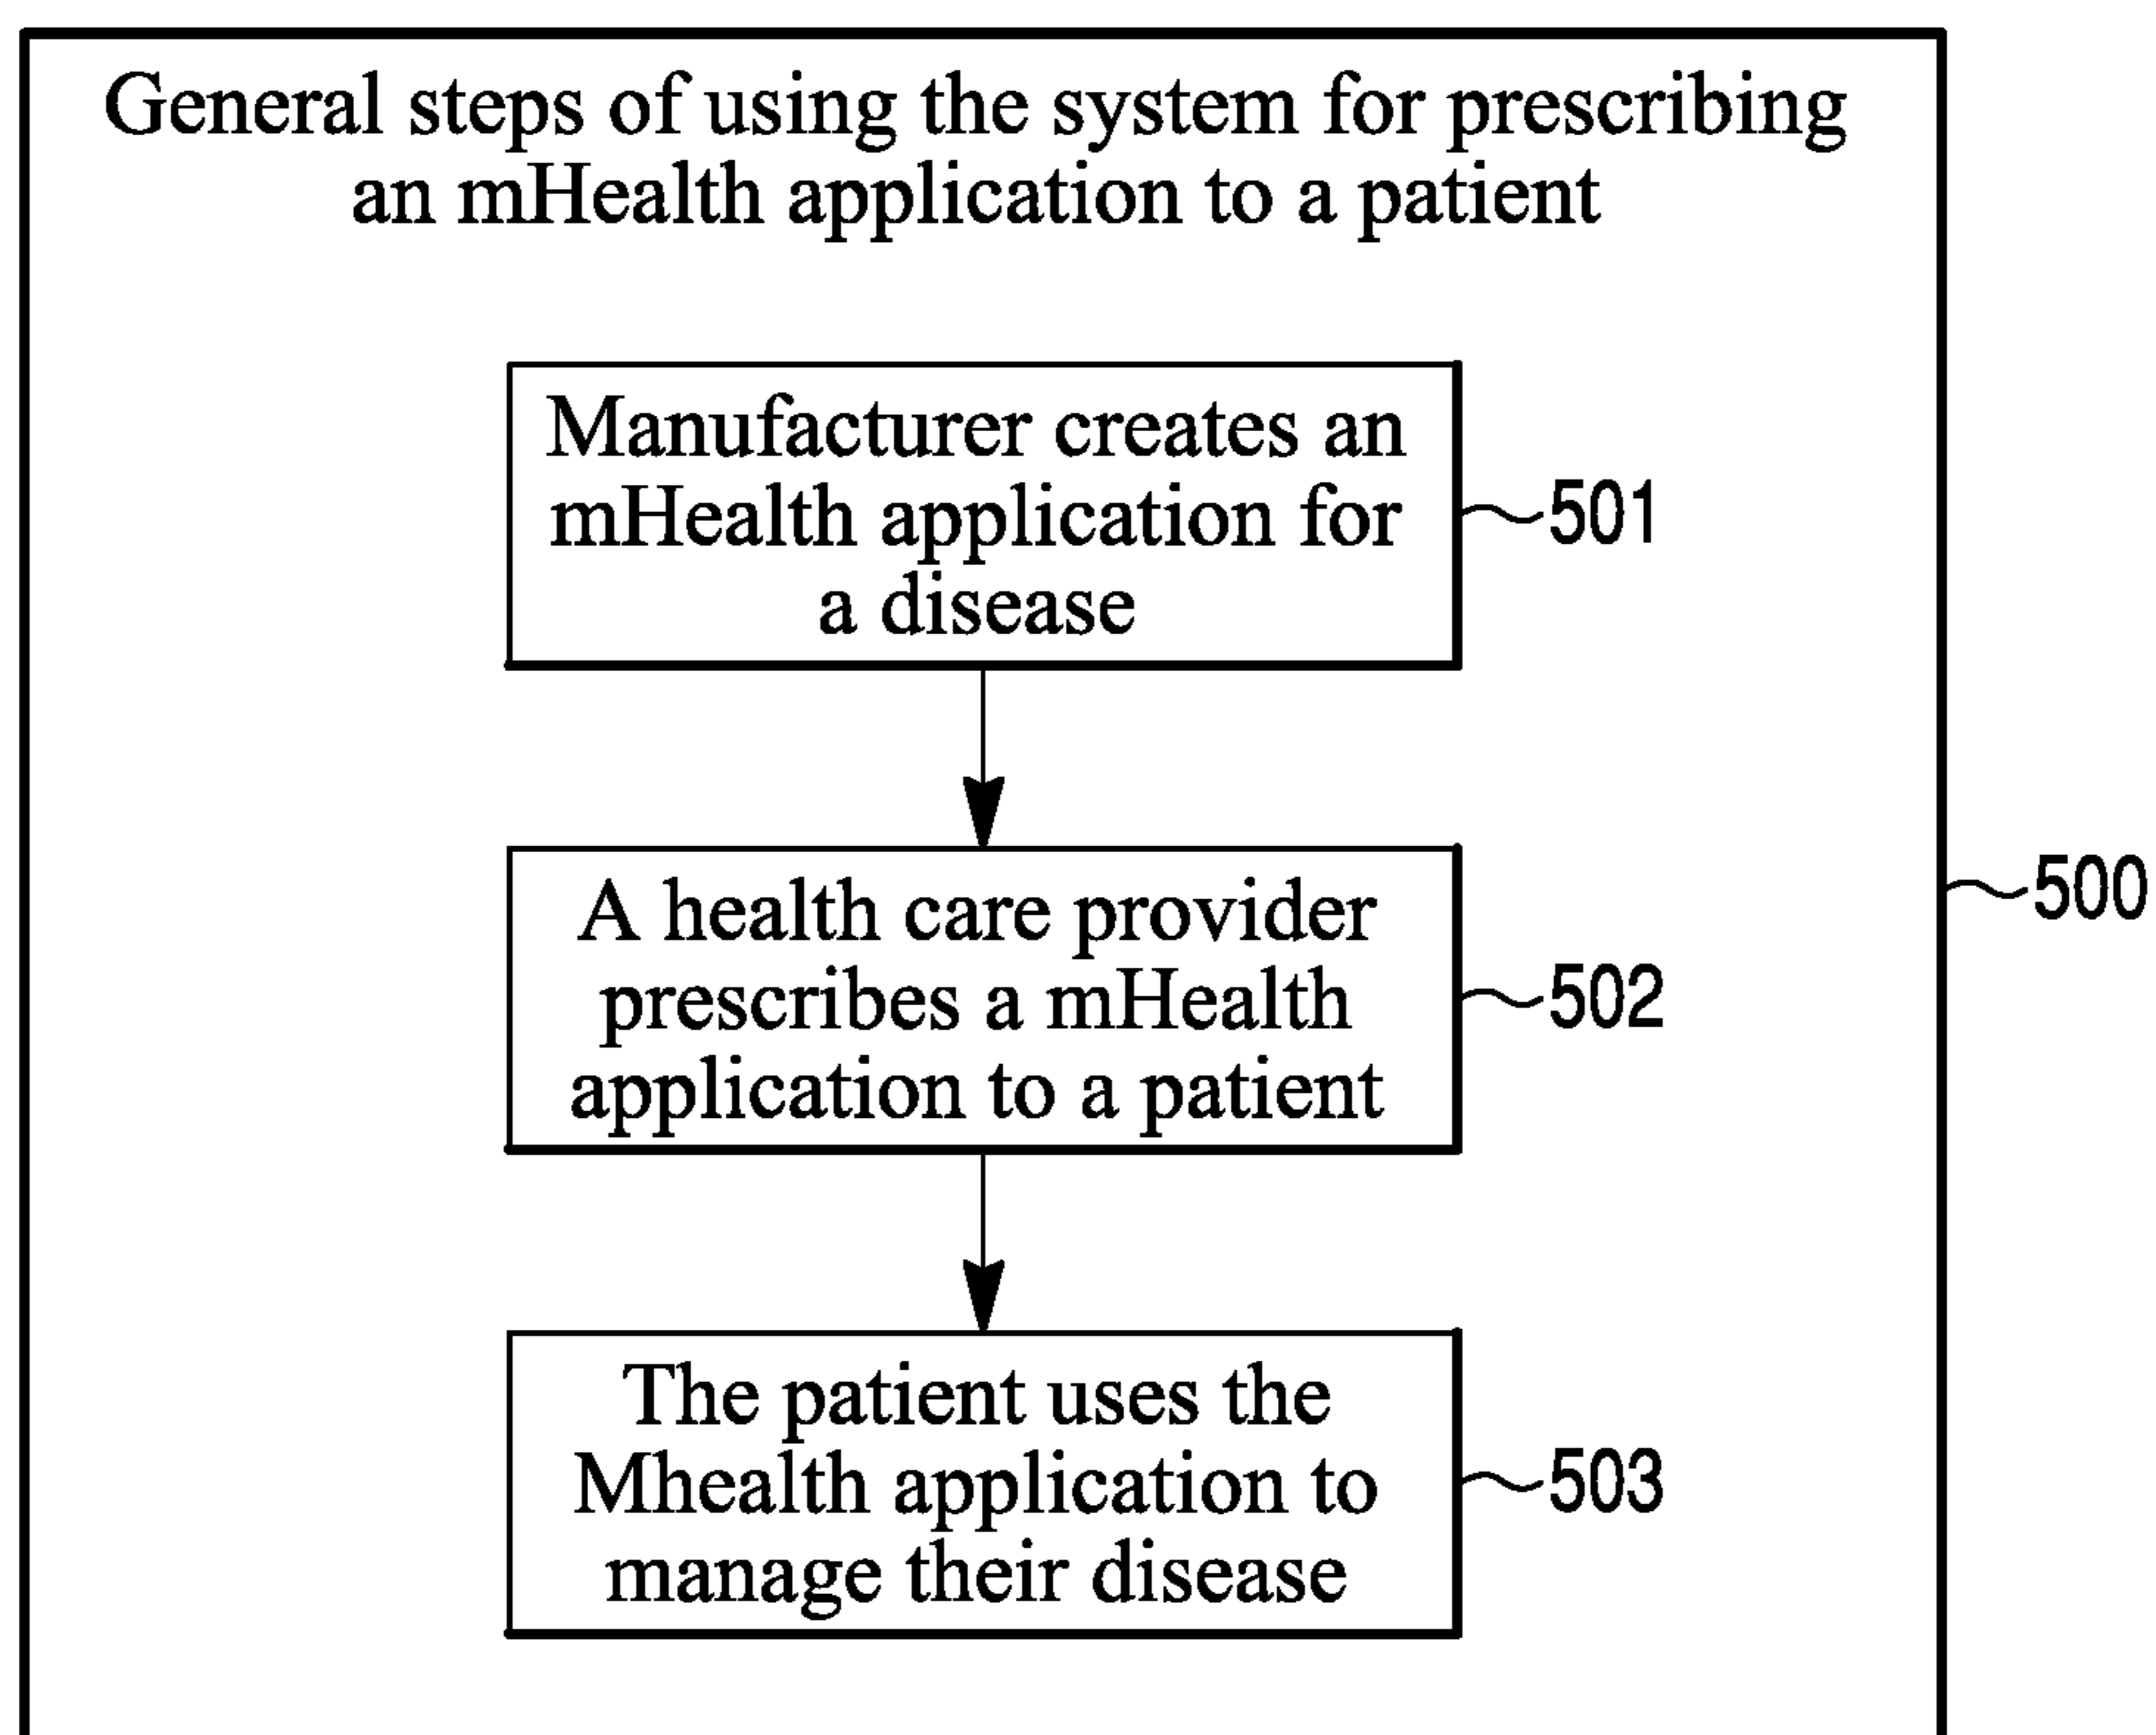 General steps of using the system for prescribing
an mHealth application to a patient
Manufacturer creates an
mHealth application for
a disease
501
A health care provider
prescribes a mHealth
application to a patient
502
500
The patient uses the
Mhealth application to
manage their disease
503